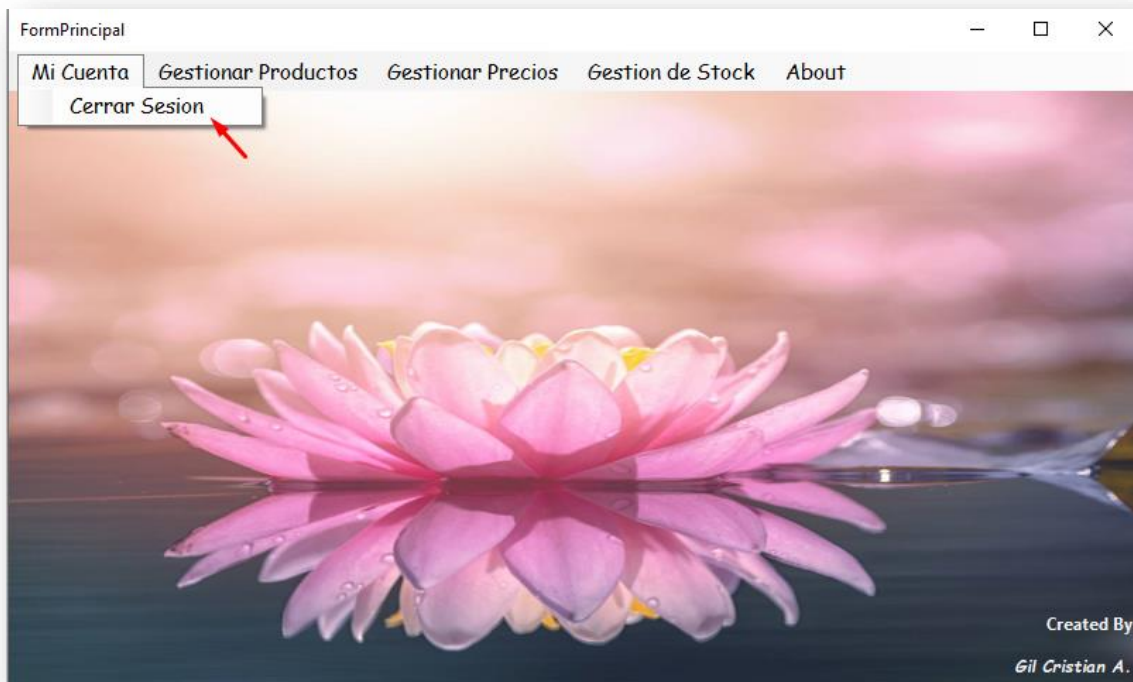 FormPrincipal
Mi Cuenta Gestionar Productos Gestionar Precios Gestion de Stock About
Cerrar Sesion
Created By
Gil Cristian A.